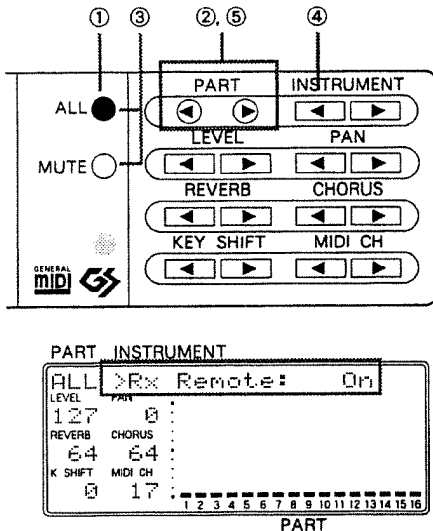 ① ③ ②, ⑤ ④
PART INSTRUMENT
ALL
LEVEL PAN
MUTE
REVERB CHORUS
KEY SHIFT MIDI CH
GENERAL
MIDI GS
PART INSTRUMENT
ALL >Rx Remote: On
LEVEL PAN
127 0
REVERB CHORUS
64 64
K SHIFT MIDI CH
0 17
1 2 3 4 5 6 7 8 9 10 11 12 13 14 15 16
PART